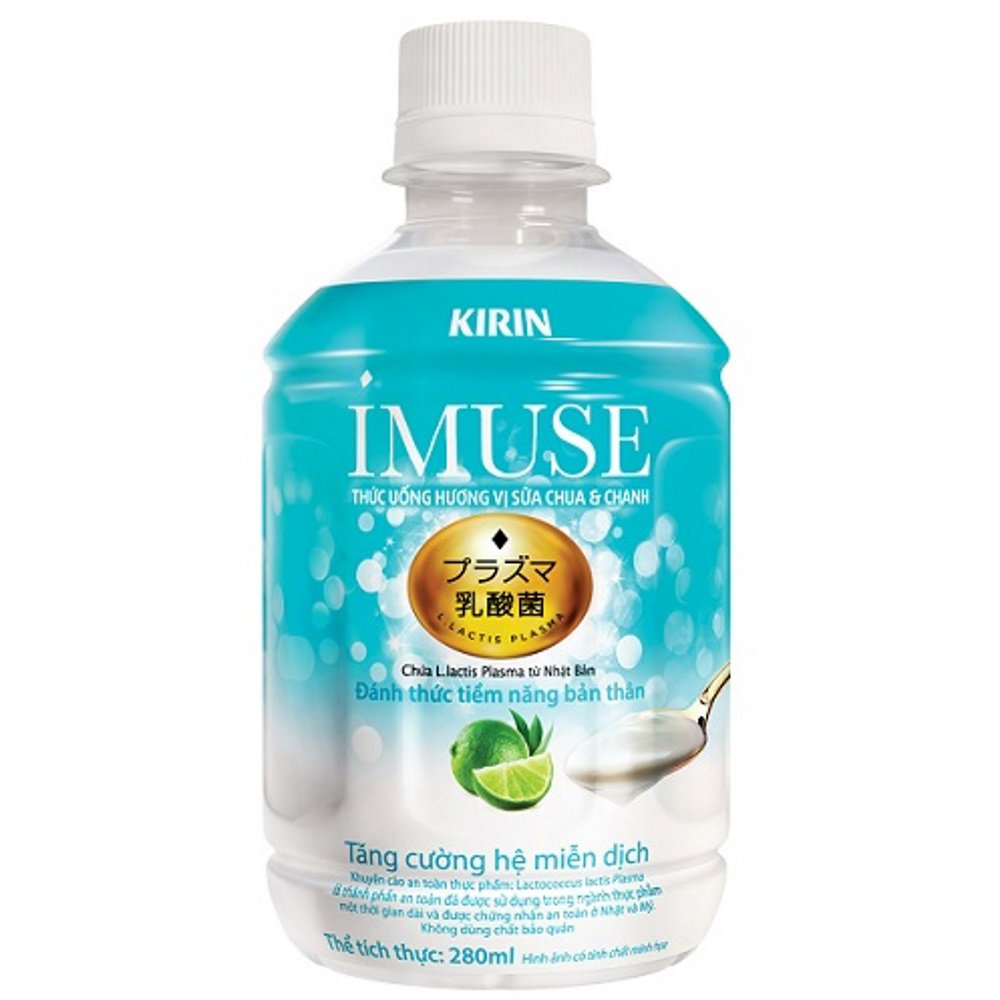 KIRIN
iMUSE
THỨC UỐNG HƯƠNG VỊ SỮA CHUA & CHANH
プラズマ
乳酸菌
L.LACTIS PLASMA
Chứa L.lactis Plasma từ Nhật Bản
Đánh thức tiềm năng bản thân
Tăng cường hệ miễn dịch
Khuyến cáo an toàn thực phẩm: Lactococcus lactis Plasma
là thành phần an toàn đã được sử dụng trong ngành thực phẩm
một thời gian dài và được chứng nhận an toàn ở Nhật và Mỹ.
Không dùng chất bảo quản
Thể tích thực: 280ml Hình ảnh có tính chất minh họa